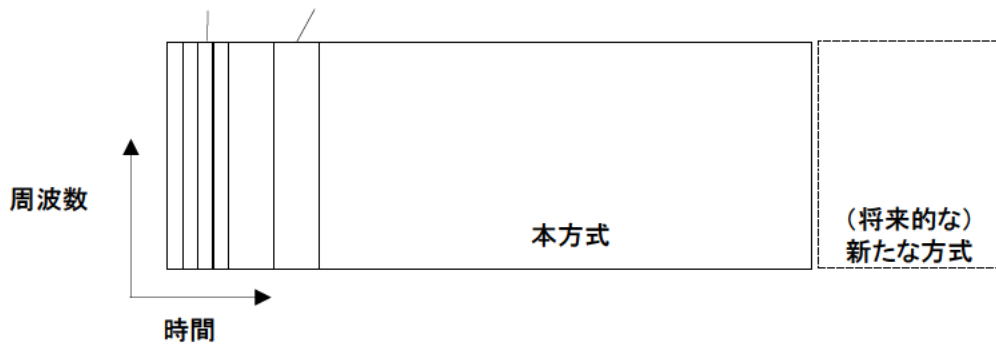 周波数
本方式
（将来的な）
新たな方式
時間